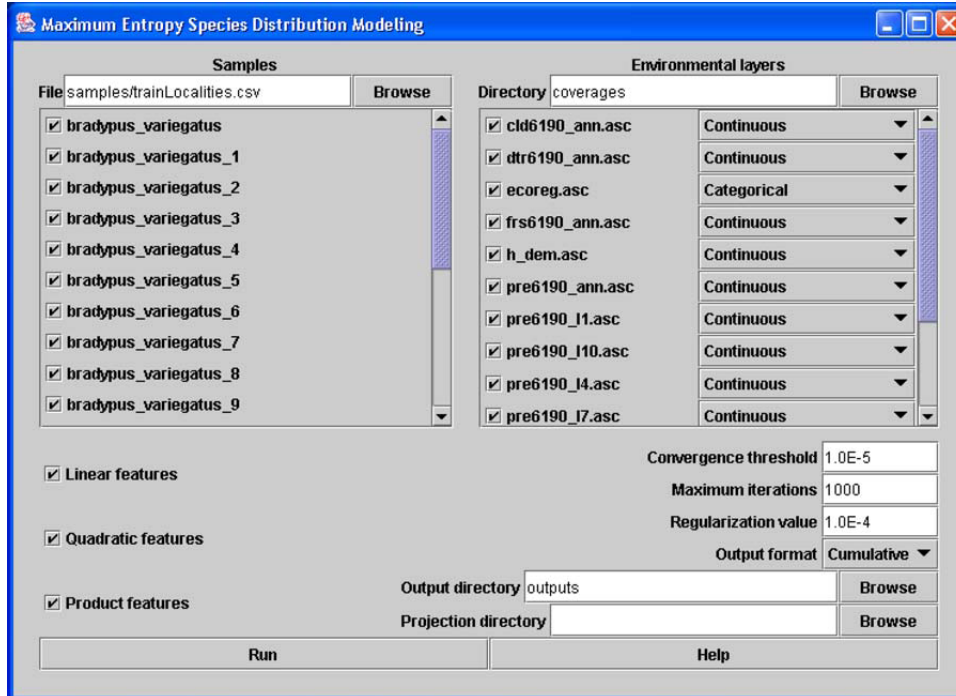 Maximum Entropy Species Distribution Modeling
Samples
File samples/trainLocalities.csv Browse
bradypus_variegatus
bradypus_variegatus_1
bradypus_variegatus_2
bradypus_variegatus_3
bradypus_variegatus_4
bradypus_variegatus_5
bradypus_variegatus_6
bradypus_variegatus_7
bradypus_variegatus_8
bradypus_variegatus_9
Environmental layers
Directory coverages Browse
cld6190_ann.asc Continuous
dtr6190_ann.asc Continuous
ecoreg.asc Categorical
frs6190_ann.asc Continuous
h_dem.asc Continuous
pre6190_ann.asc Continuous
pre6190_l1.asc Continuous
pre6190_l10.asc Continuous
pre6190_l4.asc Continuous
pre6190_l7.asc Continuous
Linear features
Quadratic features
Product features
Convergence threshold 1.0E-5
Maximum iterations 1000
Regularization value 1.0E-4
Output format Cumulative
Output directory outputs Browse
Projection directory Browse
Run Help